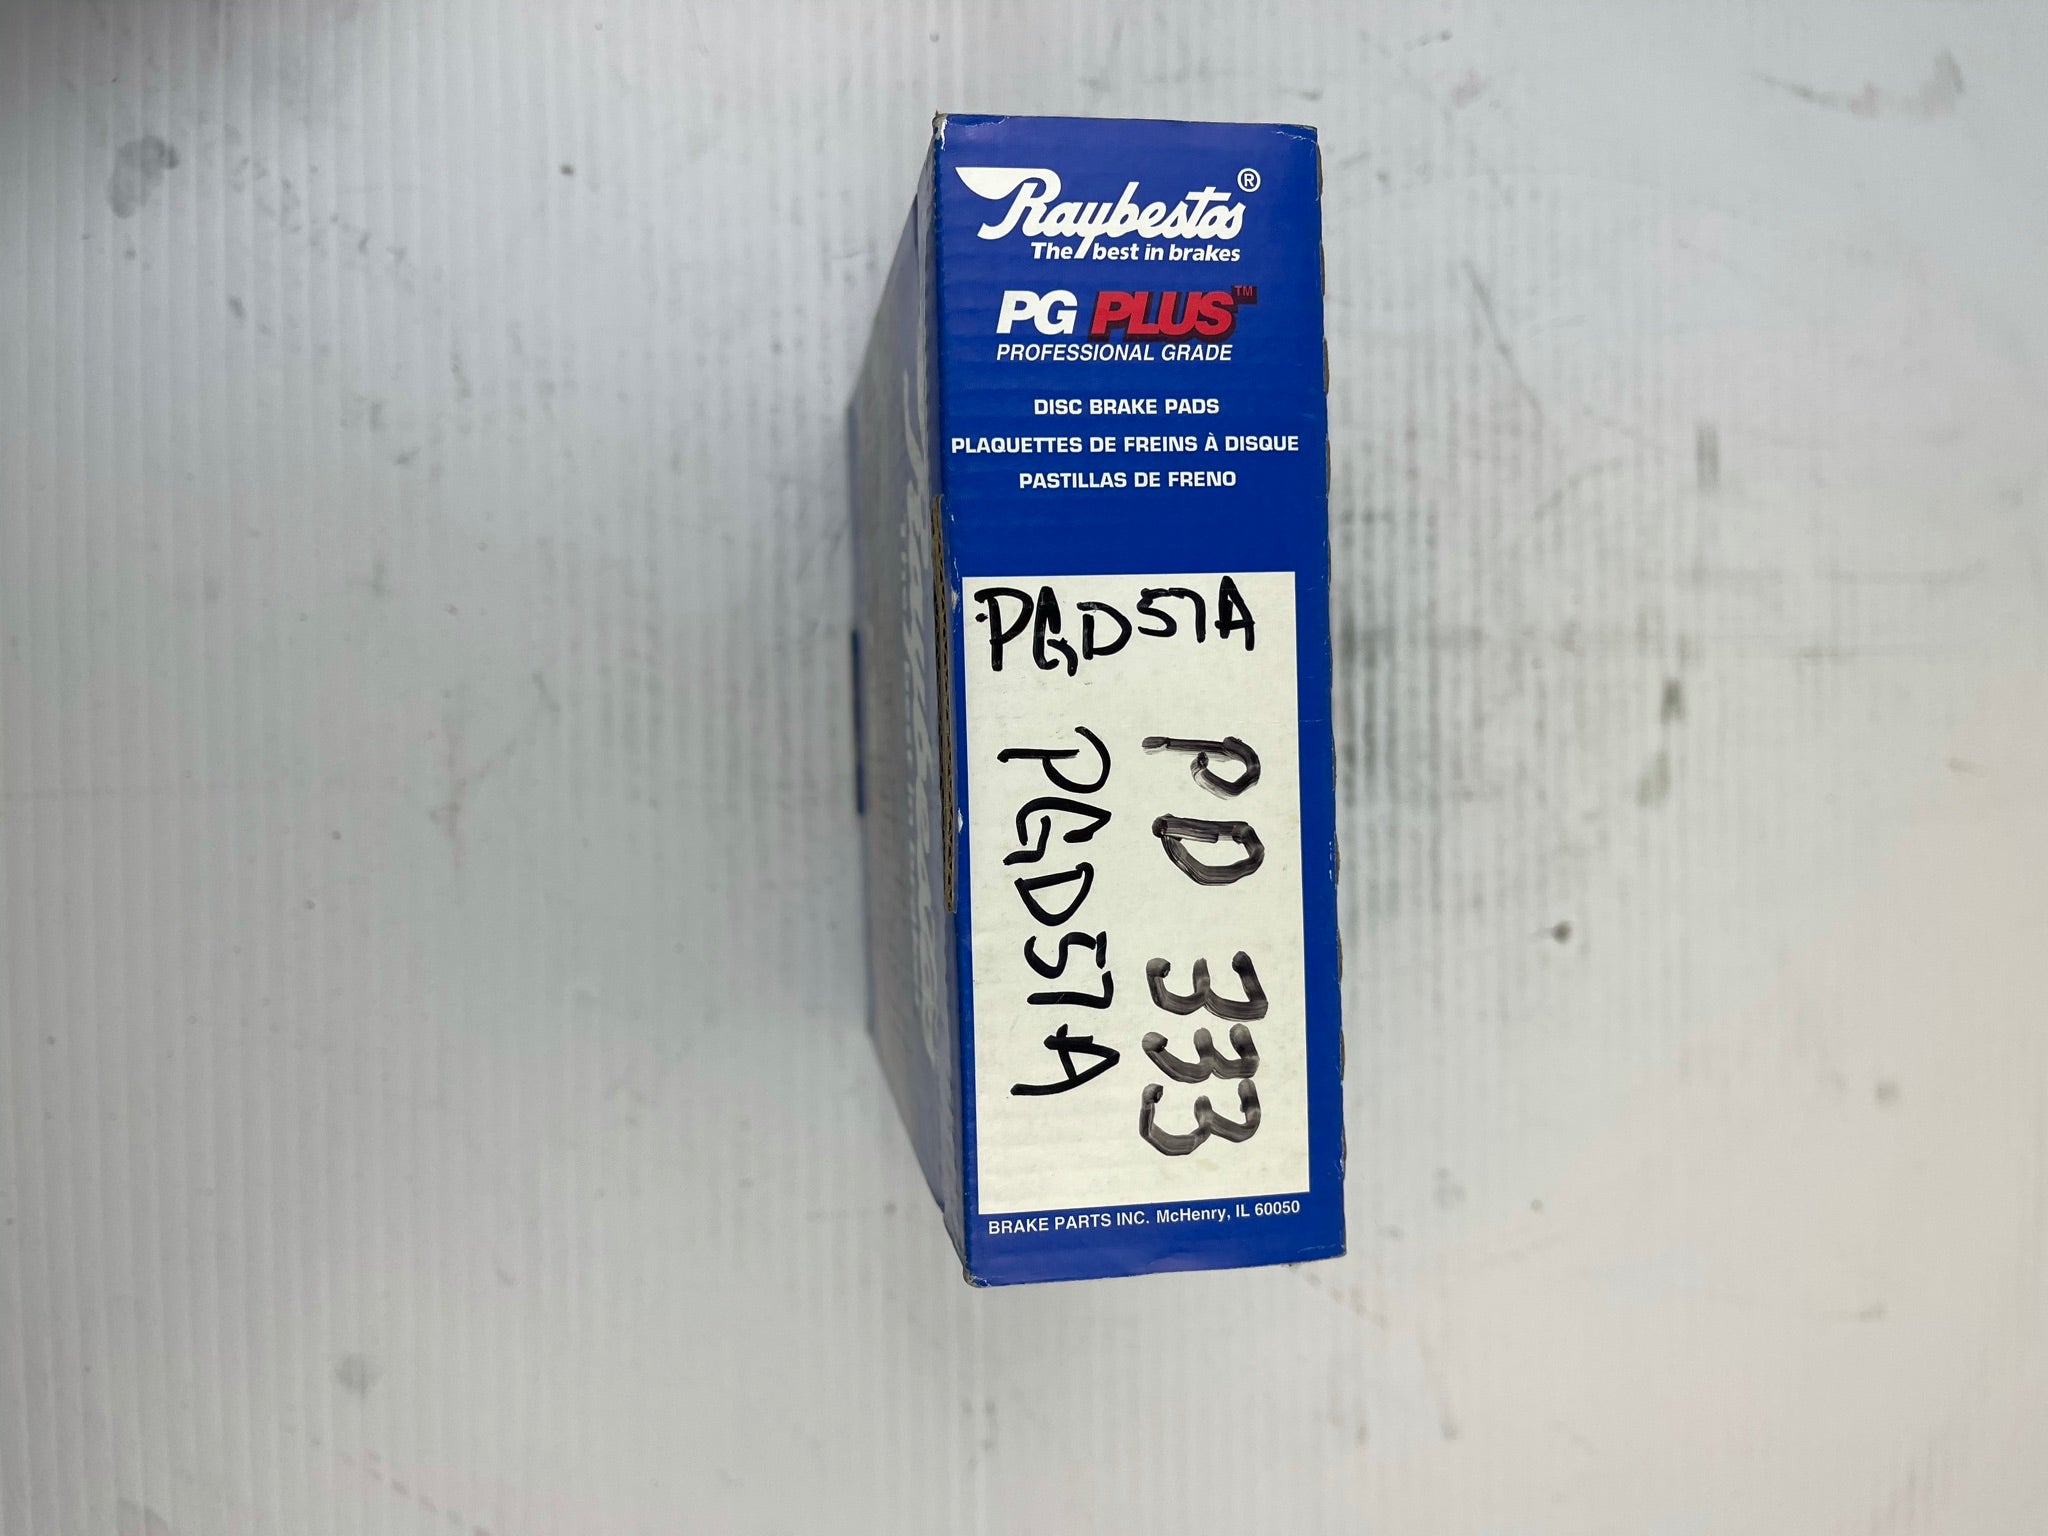 Raybestos®
The best in brakes
PG PLUS™
PROFESSIONAL GRADE
DISC BRAKE PADS
PLAQUETTES DE FREINS À DISQUE
PASTILLAS DE FRENO
PGD57A
PD 333
PGD57A
BRAKE PARTS INC. McHenry, IL 60050